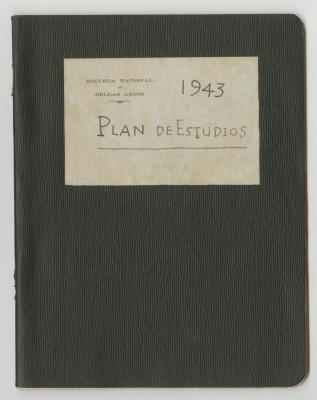 ESCUELA NACIONAL
DE
BELLAS ARTES
1943
PLAN DE ESTUDIOS